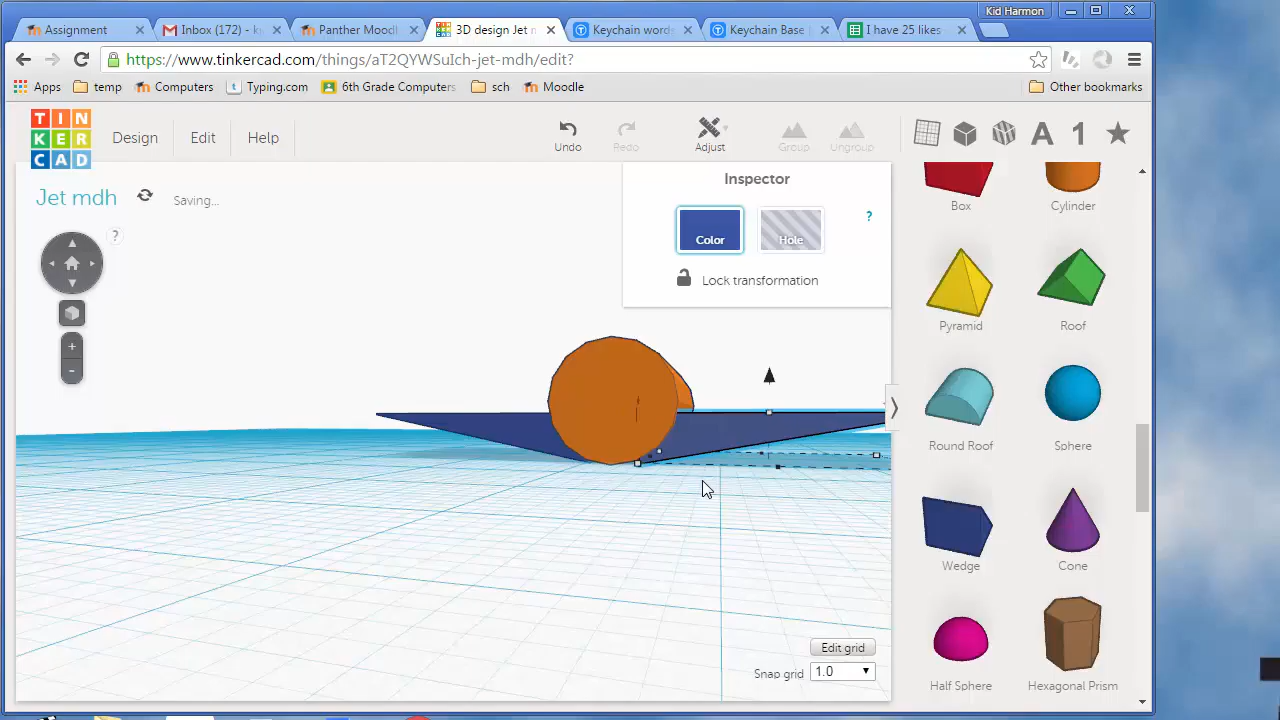 Kid Harmon
Assignment
Inbox (172) - k
Panther Moodl
3D design Jet n
Keychain words
Keychain Base |
I have 25 likes
https://www.tinkercad.com/things/
-jet-mdh/edit?
Apps
temp
Computers
Typing.com
6th Grade Computers
sch
Moodle
Other bookmarks
TIN
KER
CAD
Design
Edit
Help
Undo
Redo
Adjust
Group
Ungroup
A
1
Jet mdh
Saving...
?
Inspector
Color
Hole
?
Lock transformation
Box
Cylinder
Pyramid
Roof
Round Roof
Sphere
Wedge
Cone
Half Sphere
Hexagonal Prism
Edit grid
Snap grid
1.0